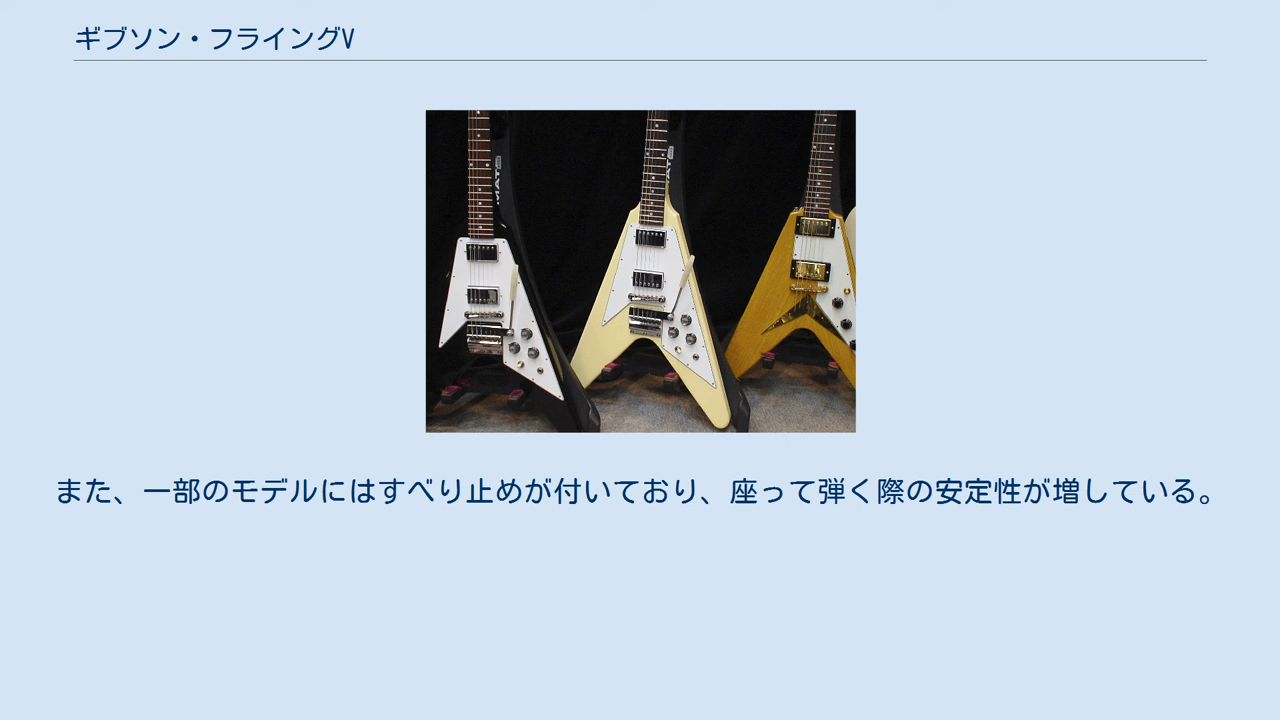 ギブソン・フライングV
また、一部のモデルにはすべり止めが付いており、座って弾く際の安定性が増している。